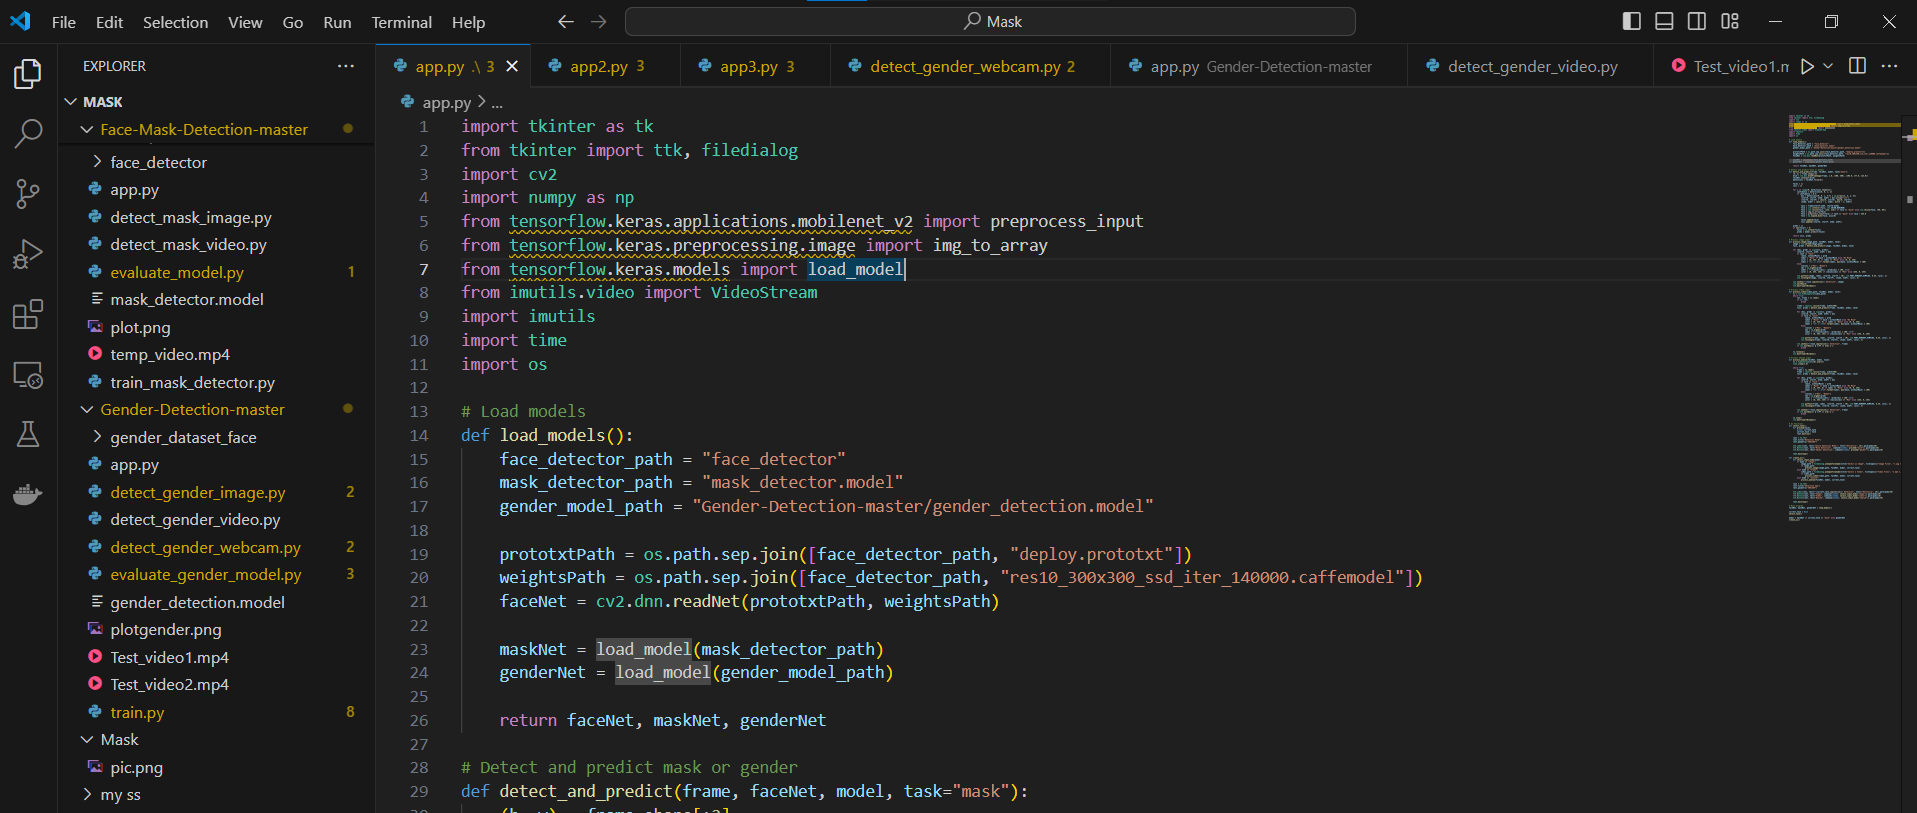 File Edit Selection View Go Run Terminal Help
Mask
EXPLORER
MASK
Face-Mask-Detection-master
face_detector
app.py
detect_mask_image.py
detect_mask_video.py
evaluate_model.py 1
mask_detector.model
plot.png
temp_video.mp4
train_mask_detector.py
Gender-Detection-master
gender_dataset_face
app.py
detect_gender_image.py 2
detect_gender_video.py
detect_gender_webcam.py 2
evaluate_gender_model.py 3
gender_detection.model
plotgender.png
Test_video1.mp4
Test_video2.mp4
train.py 8
Mask
pic.png
my ss
app.py .\ 3 app2.py 3 app3.py 3 detect_gender_webcam.py 2 app.py Gender-Detection-master detect_gender_video.py Test_video1.m
app.py > ...
1 import tkinter as tk
2 from tkinter import ttk, filedialog
3 import cv2
4 import numpy as np
5 from tensorflow.keras.applications.mobilenet_v2 import preprocess_input
6 from tensorflow.keras.preprocessing.image import img_to_array
7 from tensorflow.keras.models import load_model
8 from imutils.video import VideoStream
9 import imutils
10 import time
11 import os
12
13 # Load models
14 def load_models():
15 face_detector_path = "face_detector"
16 mask_detector_path = "mask_detector.model"
17 gender_model_path = "Gender-Detection-master/gender_detection.model"
18
19 prototxtPath = os.path.sep.join([face_detector_path, "deploy.prototxt"])
20 weightsPath = os.path.sep.join([face_detector_path, "res10_300x300_ssd_iter_140000.caffemodel"])
21 faceNet = cv2.dnn.readNet(prototxtPath, weightsPath)
22
23 maskNet = load_model(mask_detector_path)
24 genderNet = load_model(gender_model_path)
25
26 return faceNet, maskNet, genderNet
27
28 # Detect and predict mask or gender
29 def detect_and_predict(frame, faceNet, model, task="mask"):